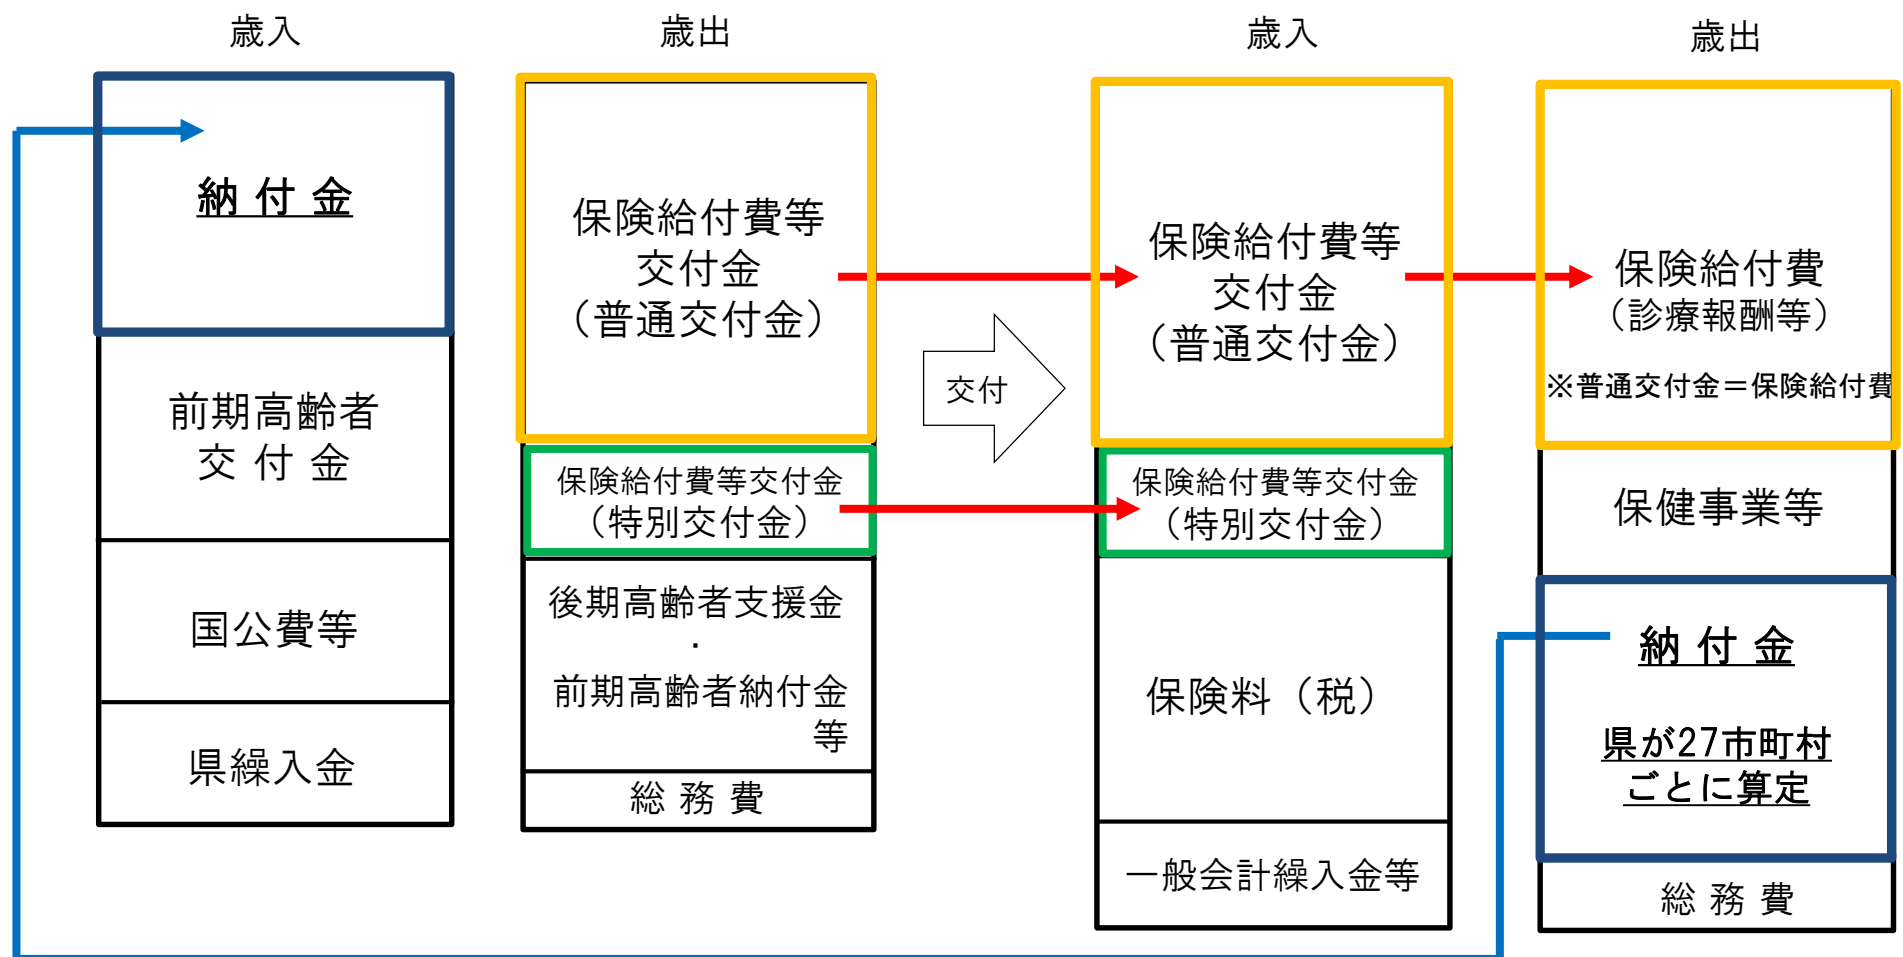 歳入
納付金
前期高齢者
交付金
国公費等
県繰入金
歳出
保険給付費等
交付金
（普通交付金）
保険給付費等交付金
（特別交付金）
後期高齢者支援金
・
前期高齢者納付金
等
総務費
交付
歳入
保険給付費等
交付金
（普通交付金）
保険給付費等交付金
（特別交付金）
保険料（税）
一般会計繰入金等
歳出
保険給付費
（診療報酬等）
※普通交付金＝保険給付費
保健事業等
納付金
県が27市町村
ごとに算定
総務費